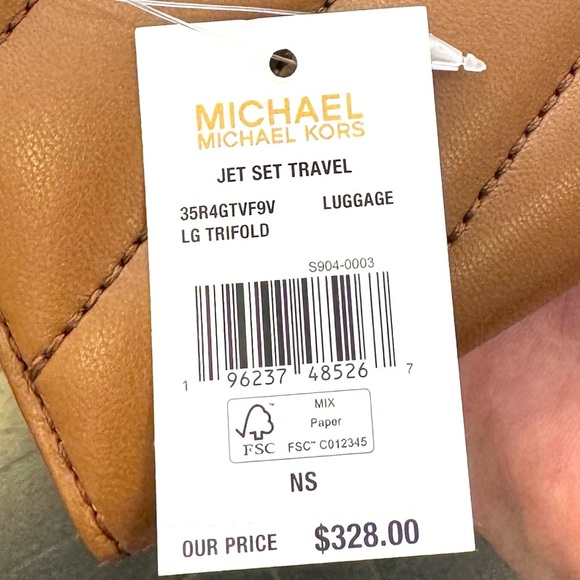 MICHAEL
MICHAEL KORS
JET SET TRAVEL
35R4GTVF9V LUGGAGE
LG TRIFOLD
S904-0003
1 96237 48526 7
MIX
Paper
FSC FSC™ C012345
NS
OUR PRICE $328.00